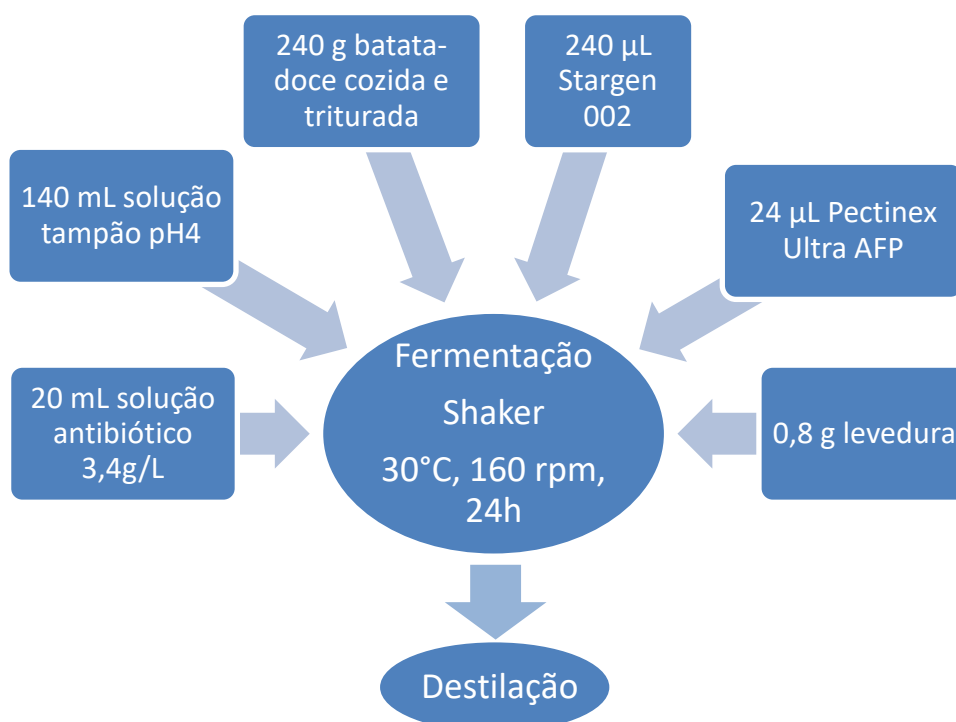 240 g batata-
doce cozida e
triturada
240 µL
Stargen
002
140 mL solução
tampão pH4
24 µL Pectinex
Ultra AFP
20 mL solução
antibiótico
3,4g/L
Fermentação
Shaker
30°C, 160 rpm,
24h
0,8 g levedura
Destilação